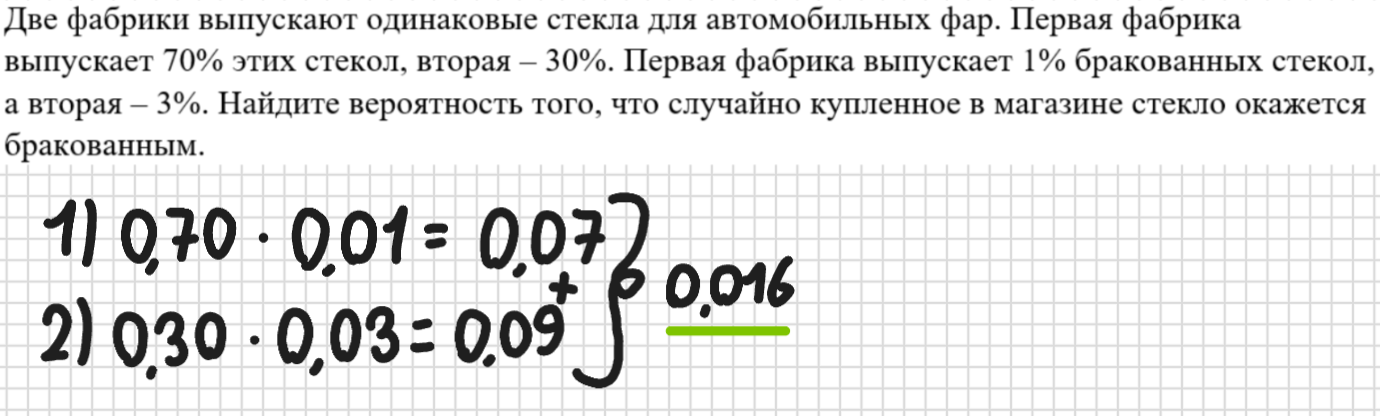 Две фабрики выпускают одинаковые стекла для автомобильных фар. Первая фабрика
выпускает 70% этих стекол, вторая – 30%. Первая фабрика выпускает 1% бракованных стекол,
а вторая – 3%. Найдите вероятность того, что случайно купленное в магазине стекло окажется
бракованным.
1) 0,70 · 0,01 = 0,07
+
0,016
2) 0,30 · 0,03 = 0,09